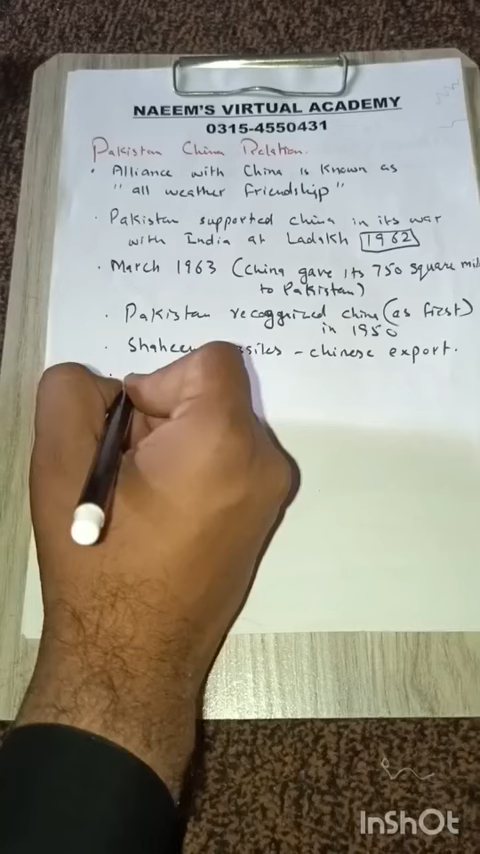 NAEEM'S VIRTUAL ACADEMY
0315-4550431
Pakistan China Relation.
• Alliance with China is known as
"all weather friendship"
• Pakistan supported china in its war
with India at Ladakh 1962
• March 1963 (China gave its 750 square
to Pakistan)
• Pakistan recognized china (as first)
in 1950
• Shaheen - chinese export.
InShOt